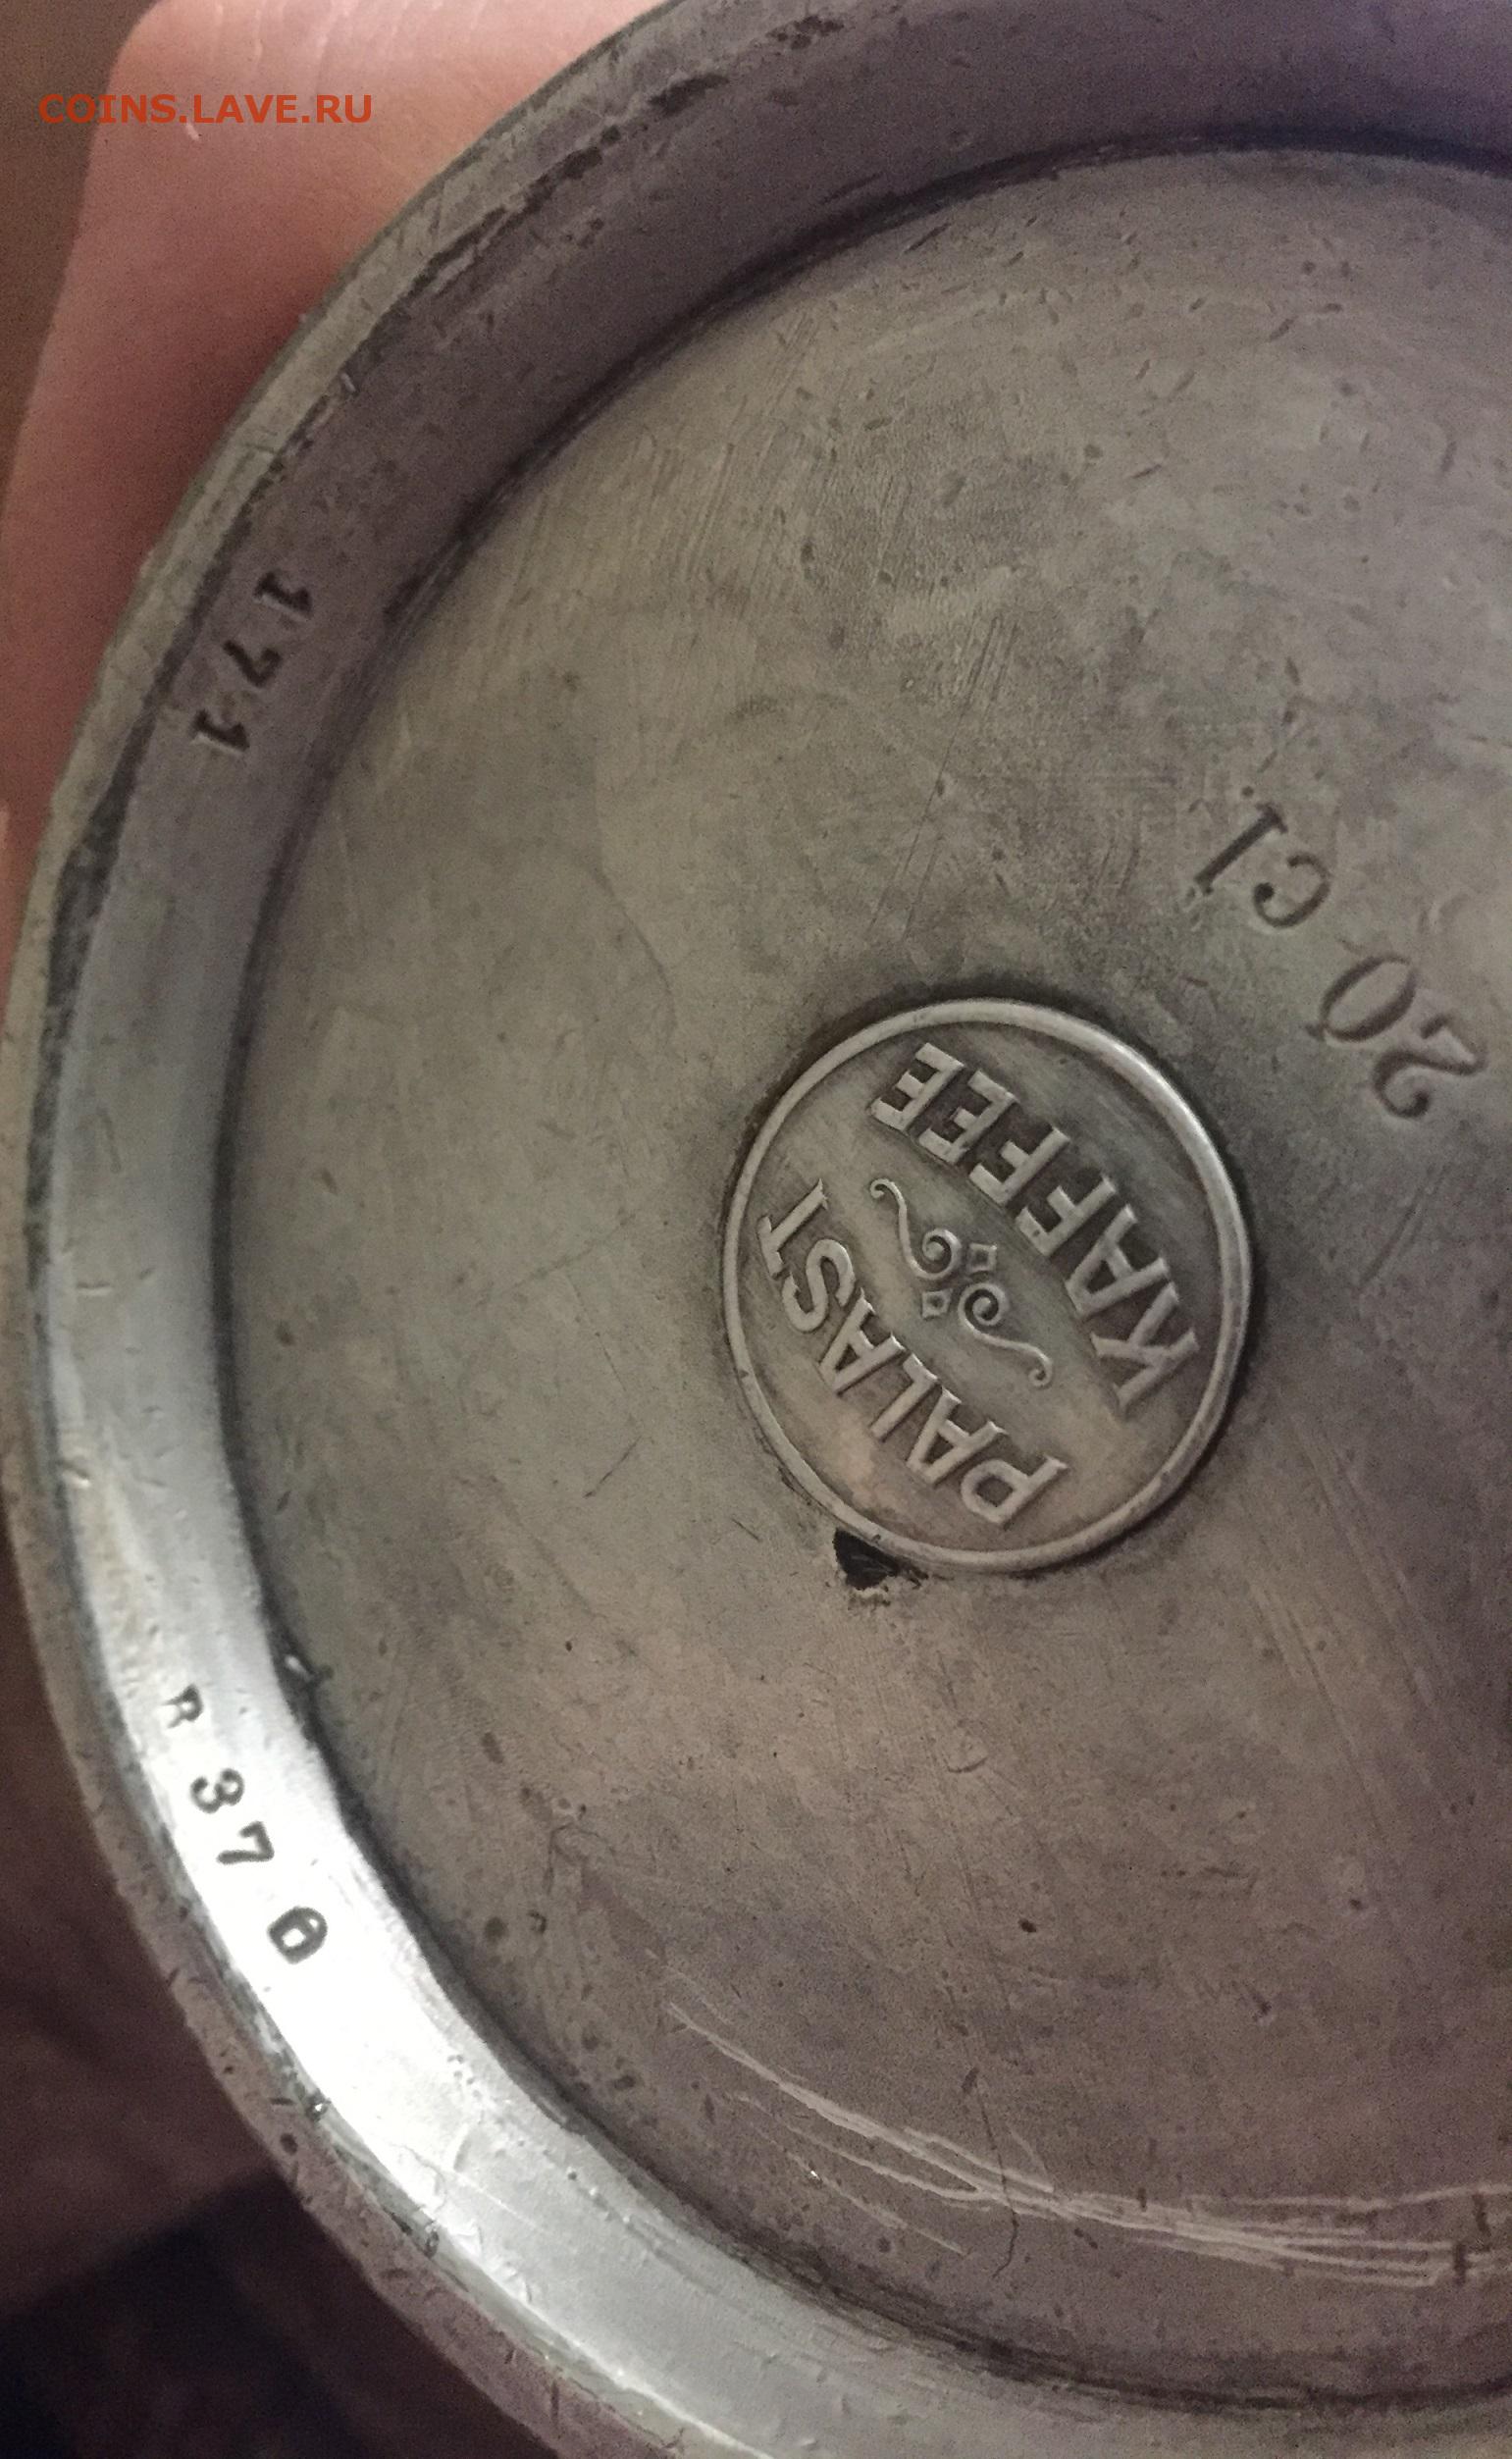 COINS.LAVE.RU
171
20 cl
PALAST
KAFFEE
R 370